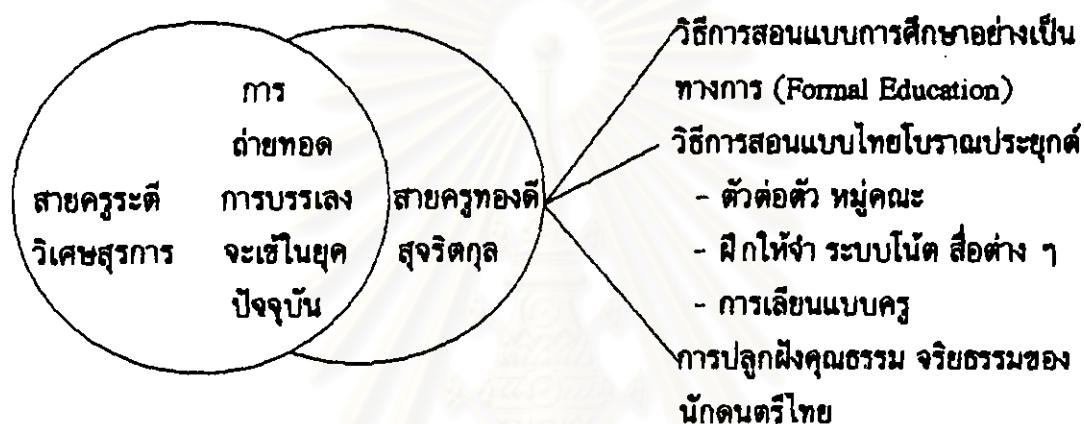 การ
ถ่ายทอด
สายครูระตี การบรรเลง สายครูทองดี
วิเศษสุรการ จะเข้ในยุค สุจริตกุล
ปัจจุบัน
วิธีการสอนแบบการศึกษาอย่างเป็น
ทางการ (Formal Education)
วิธีการสอนแบบไทยโบราณประยุกต์
- ตัวต่อตัว หมู่คณะ
- ฝึกให้จำ ระบบโน้ต สื่อต่าง ๆ
- การเลียนแบบครู
การปลูกฝังคุณธรรม จริยธรรมของ
นักดนตรีไทย